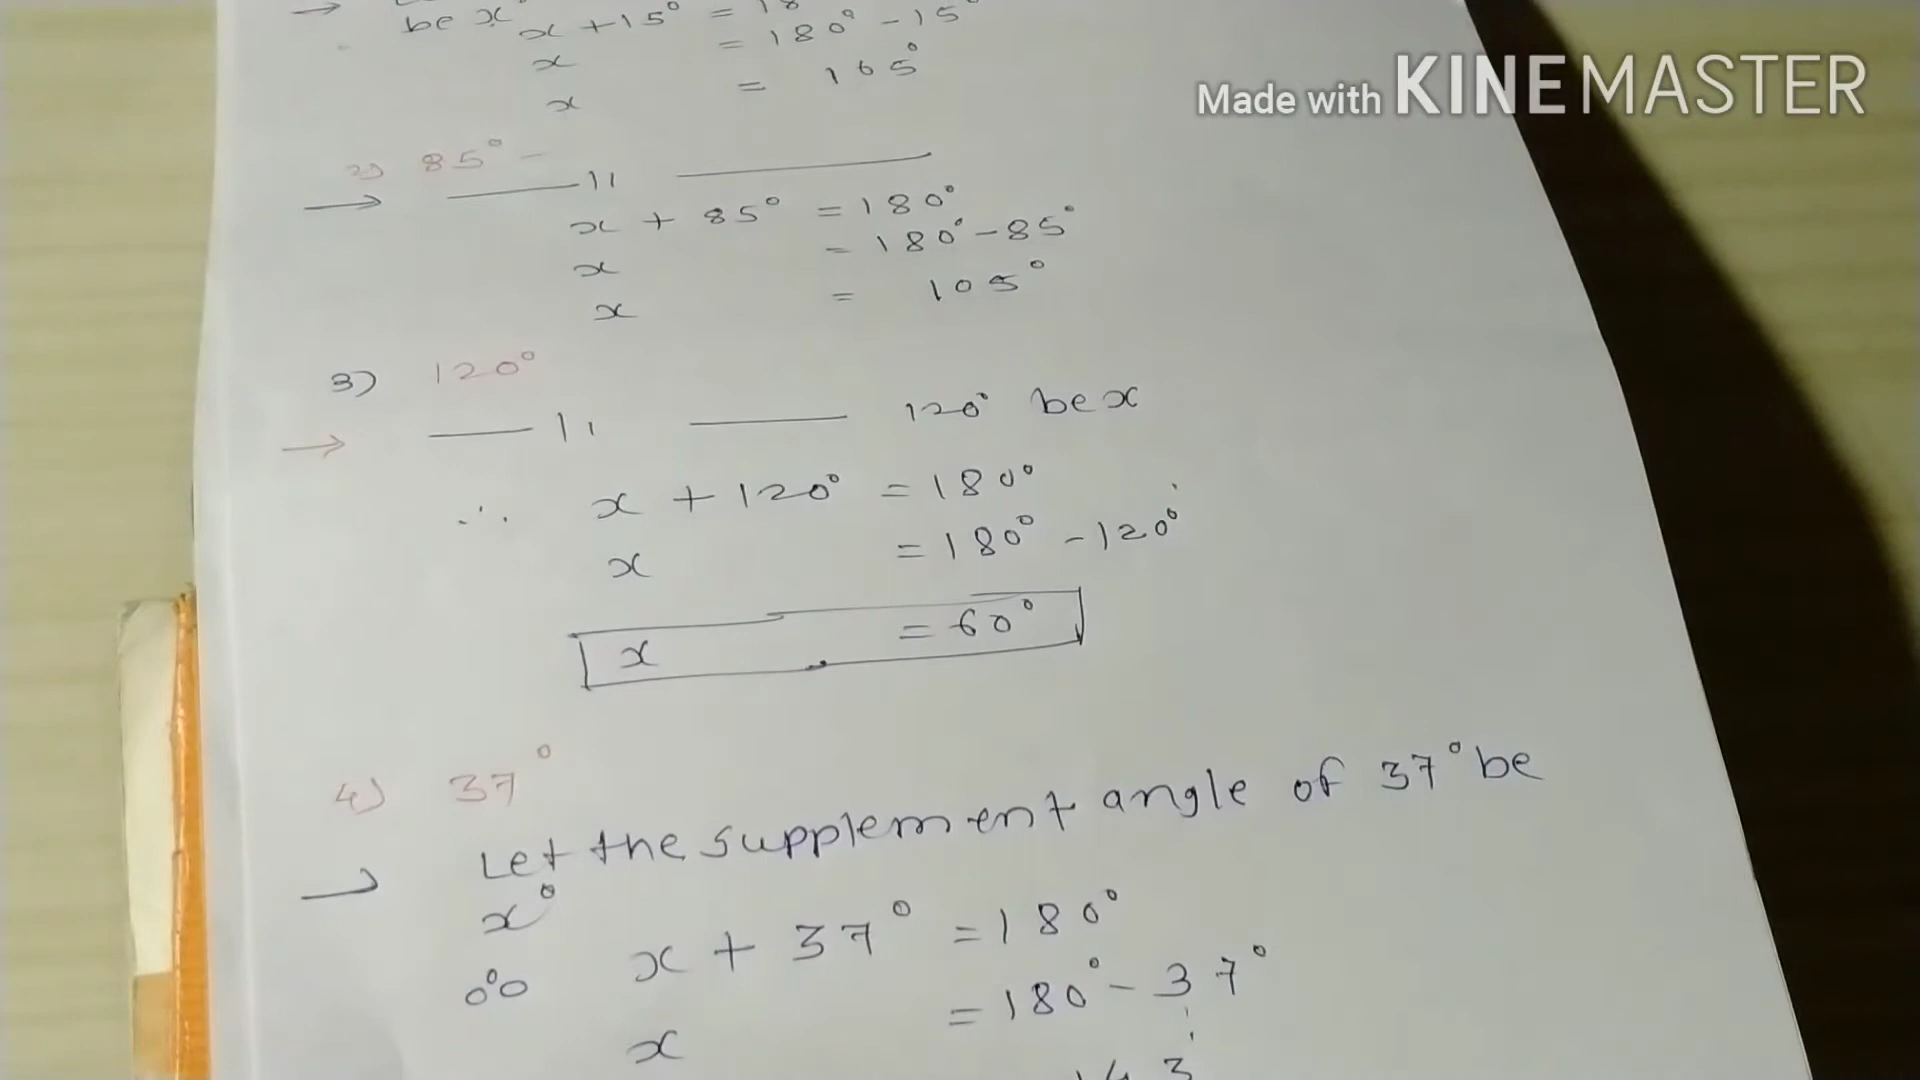 be x° x + 15° = 18
x = 180° - 15°
x = 165°
Made with KINEMASTER
2) 85° -
→ —— 11 ——
x + 85° = 180°
x = 180° - 85°
x = 105°
3) 120°
→ —— 11 —— 120° be x
∴ x + 120° = 180°
x = 180° - 120°
x = 60°
4) 37°
→ Let the supplement angle of 37° be
x°
∴ x + 37° = 180°
x = 180° - 37°
143